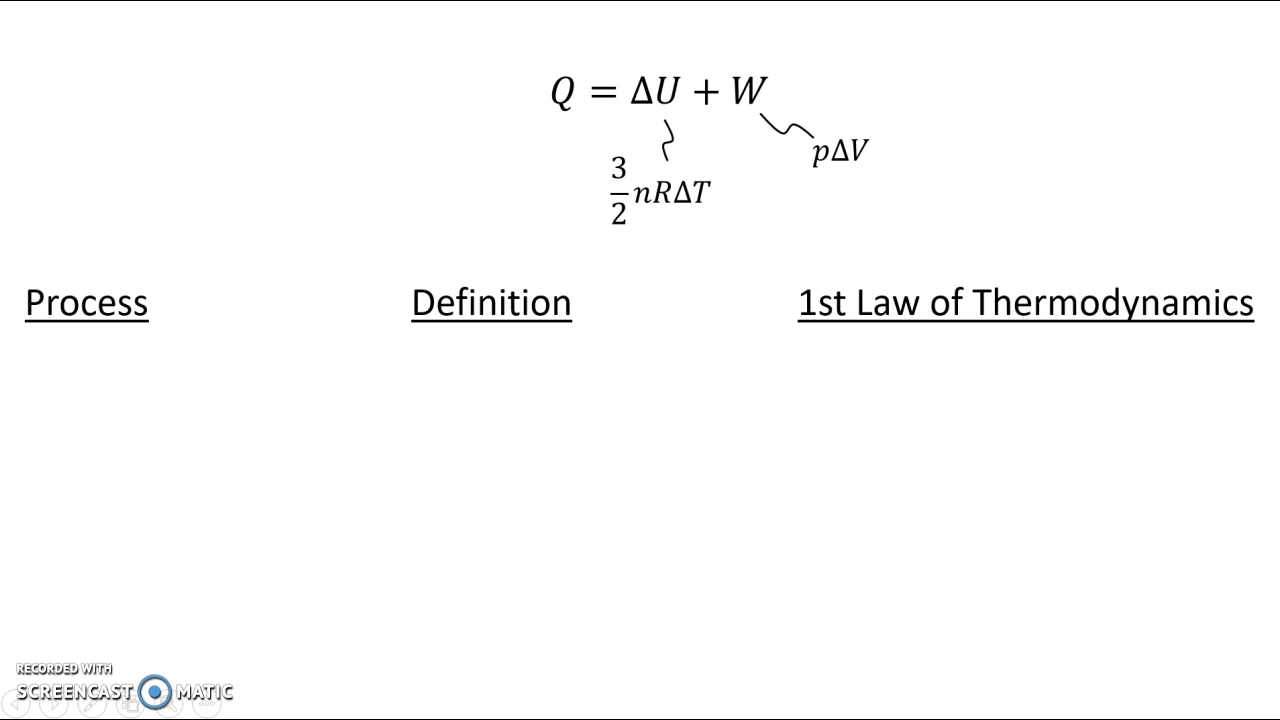 Q = ΔU + W
pΔV
3/2 nRΔT
Process Definition 1st Law of Thermodynamics
RECORDED WITH
SCREENCAST MATIC